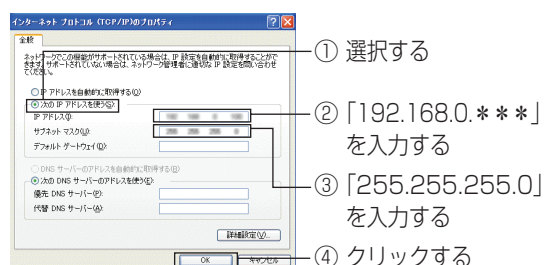 インターネット プロトコル (TCP/IP)のプロパティ
全般
ネットワークでこの機能がサポートされている場合は、IP 設定を自動的に取得することがで
きます。サポートされていない場合は、ネットワーク管理者に適切な IP 設定を問い合わせ
てください。
IP アドレスを自動的に取得する(O)
次の IP アドレスを使う(S):
IP アドレス(I):
192 168 0 100
サブネット マスク(U):
255 255 255 0
デフォルト ゲートウェイ(D):
DNS サーバーのアドレスを自動的に取得する(B)
次の DNS サーバーのアドレスを使う(E):
優先 DNS サーバー(P):
代替 DNS サーバー(A):
詳細設定(V)...
OK
キャンセル
① 選択する
② 「192.168.0.***」
を入力する
③ 「255.255.255.0」
を入力する
④ クリックする